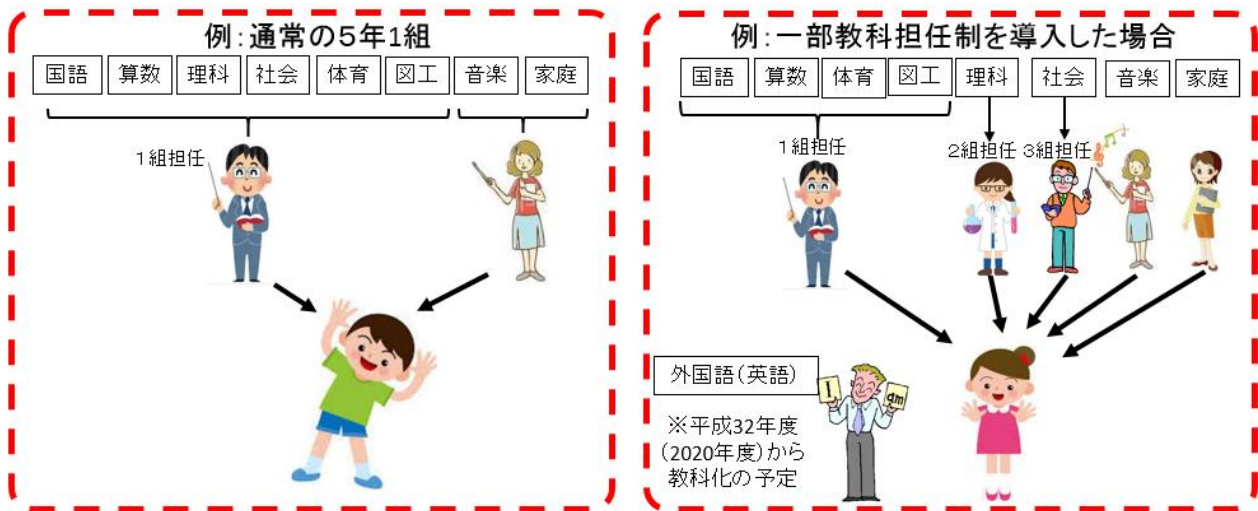 例:通常の5年1組
国語 算数 理科 社会 体育 図工 音楽 家庭
1組担任
例:一部教科担任制を導入した場合
国語 算数 体育 図工 理科 社会 音楽 家庭
1組担任
2組担任 3組担任
外国語(英語)
I am
※平成32年度
(2020年度)から
教科化の予定